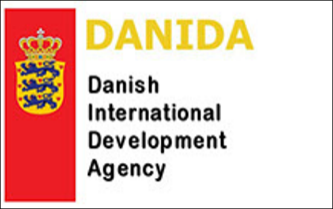 DANIDA
Danish
International
Development
Agency